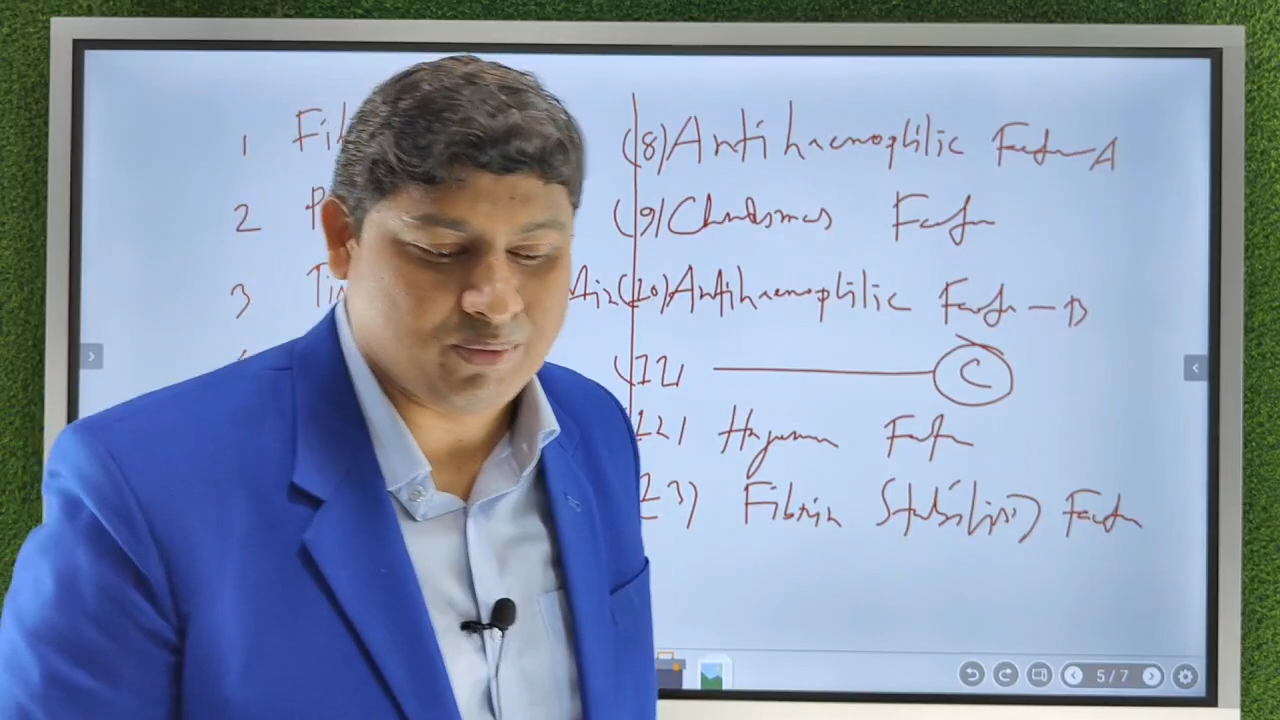 1 Fi
2 P
3 Ti
(8) Antihaemophilic Factor A
(9) Christmas Factor
(10) Antihaemophilic Factor - B
(11) C
(12) Hageman Factor
(13) Fibrin Stabilising Factor
5/7